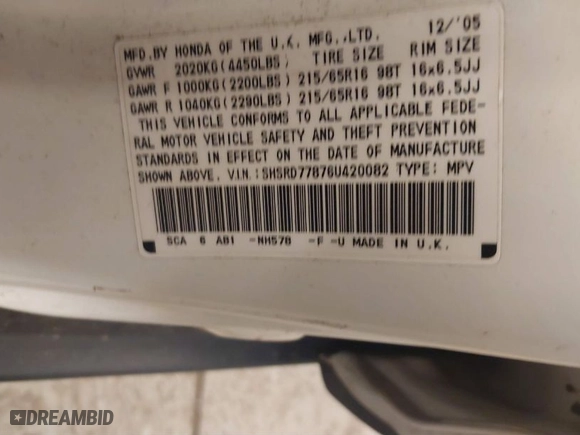 MFD.BY HONDA OF THE U.K. MFG.,LTD. 12/'05
GVWR 2020KG(4450LBS) TIRE SIZE RIM SIZE
GAWR F 1000KG(2200LBS) 215/65R16 98T 16x6.5JJ
GAWR R 1040KG(2290LBS) 215/65R16 98T 16x6.5JJ
THIS VEHICLE CONFORMS TO ALL APPLICABLE FEDE-
RAL MOTOR VEHICLE SAFETY AND THEFT PREVENTION
STANDARDS IN EFFECT ON THE DATE OF MANUFACTURE
SHOWN ABOVE. V.I.N.: SHSRD77876U420082 TYPE: MPV
SCA 6 AB1 -NH578 -F -U MADE IN U.K.
DREAMBID